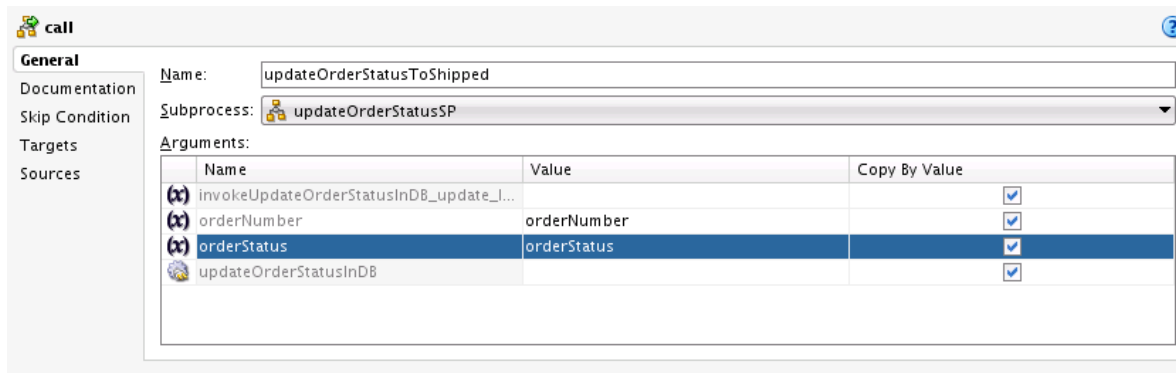 call
General
Documentation
Skip Condition
Targets
Sources
Name: updateOrderStatusToShipped
Subprocess: updateOrderStatusSP
Arguments:
Name Value Copy By Value
(x) invokeUpdateOrderStatusInDB_update_I...
(x) orderNumber orderNumber
(x) orderStatus orderStatus
updateOrderStatusInDB